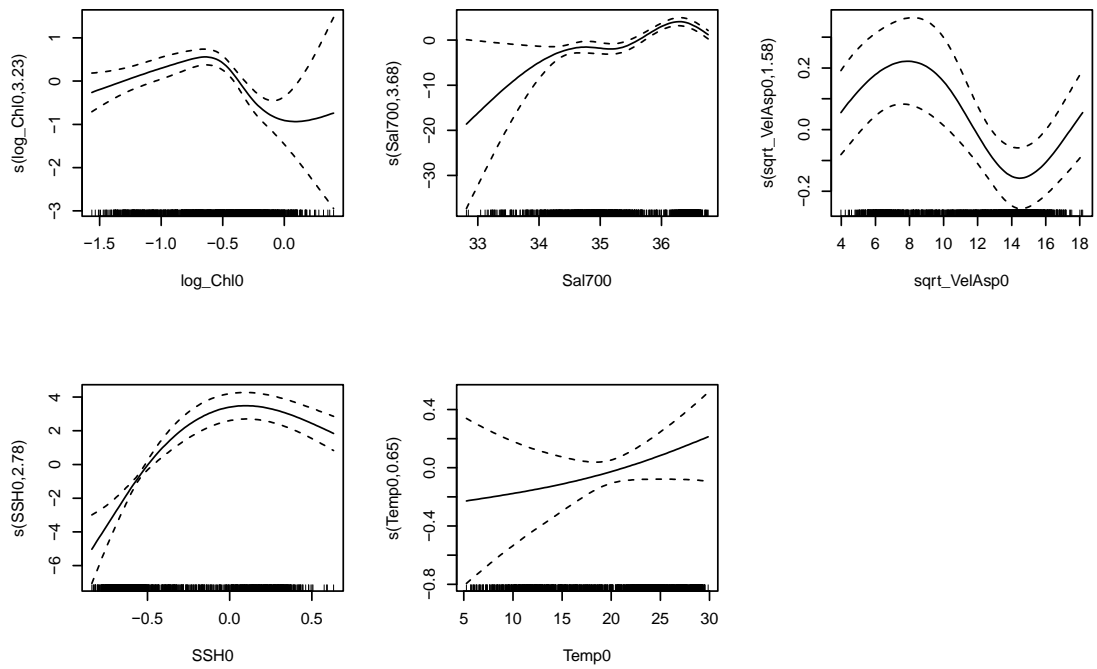 s(log_Chl0,3.23)
1
0
−1
−2
−3
−1.5 −1.0 −0.5 0.0
log_Chl0
s(Sal700,3.68)
0
−10
−20
−30
33 34 35 36
Sal700
s(sqrt_VelAsp0,1.58)
0.2
0.0
−0.2
4 6 8 10 12 14 16 18
sqrt_VelAsp0
s(SSH0,2.78)
4
2
0
−2
−4
−6
−0.5 0.0 0.5
SSH0
s(Temp0,0.65)
0.4
0.0
−0.4
−0.8
5 10 15 20 25 30
Temp0